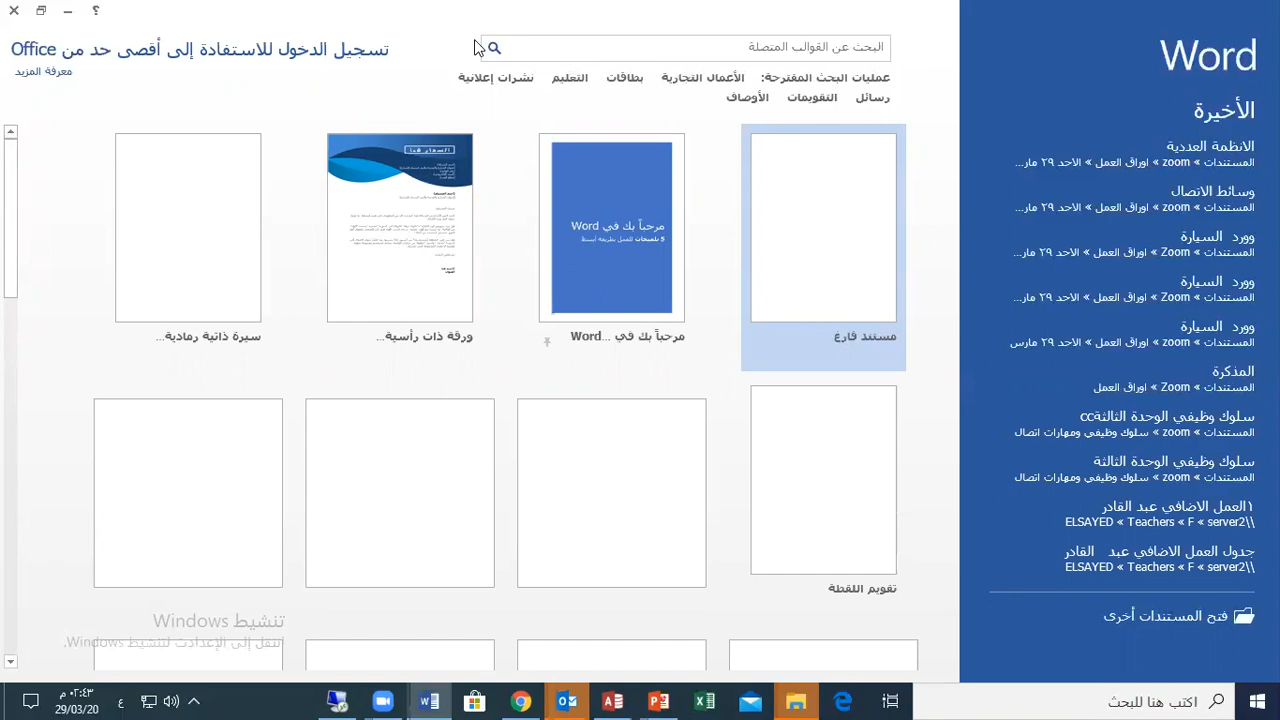 Word
الأخيرة
الانظمة العددية
المستندات » اوراق العمل » zoom » الاحد ٢٩ مارس...
وسائط الاتصال
المستندات » اوراق العمل » zoom » الاحد ٢٩ مار...
وورد السيارة
المستندات » Zoom » اوراق العمل » الاحد ٢٩ مار...
وورد السيارة
المستندات » Zoom » اوراق العمل » الاحد ٢٩ مار...
وورد السيارة
المستندات » Zoom » اوراق العمل » الاحد ٢٩ مارس
المذكرة
المستندات » Zoom » اوراق العمل
سلوك وظيفي الوحدة الثالثةcc
المستندات » zoom » سلوك وظيفي ومهارات اتصال
سلوك وظيفي الوحدة الثالثة
المستندات » zoom » سلوك وظيفي ومهارات اتصال
١العمل الاضافي عبد القادر
\\server2 » F » Teachers » ELSAYED
جدول العمل الاضافي عبد القادر
\\server2 » F » Teachers » ELSAYED
فتح المستندات أخرى
البحث عن القوالب المتصلة
عمليات البحث المقترحة: الأعمال التجارية بطاقات التعليم نشرات إعلانية
رسائل التقويمات الأوصاف
?
تسجيل الدخول للاستفادة إلى أقصى حد من Office
معرفة المزيد
مرحباً بك في Word
مستند فارغ
مرحباً بك في Word...
ورقة ذات رأسية...
سيرة ذاتية رمادية...
تقويم اللقطة
تنشيط Windows
انتقل إلى الإعدادت لتنشيط Windows.
اكتب هنا للبحث
ع
٠٢:٤٣ م
29/03/20